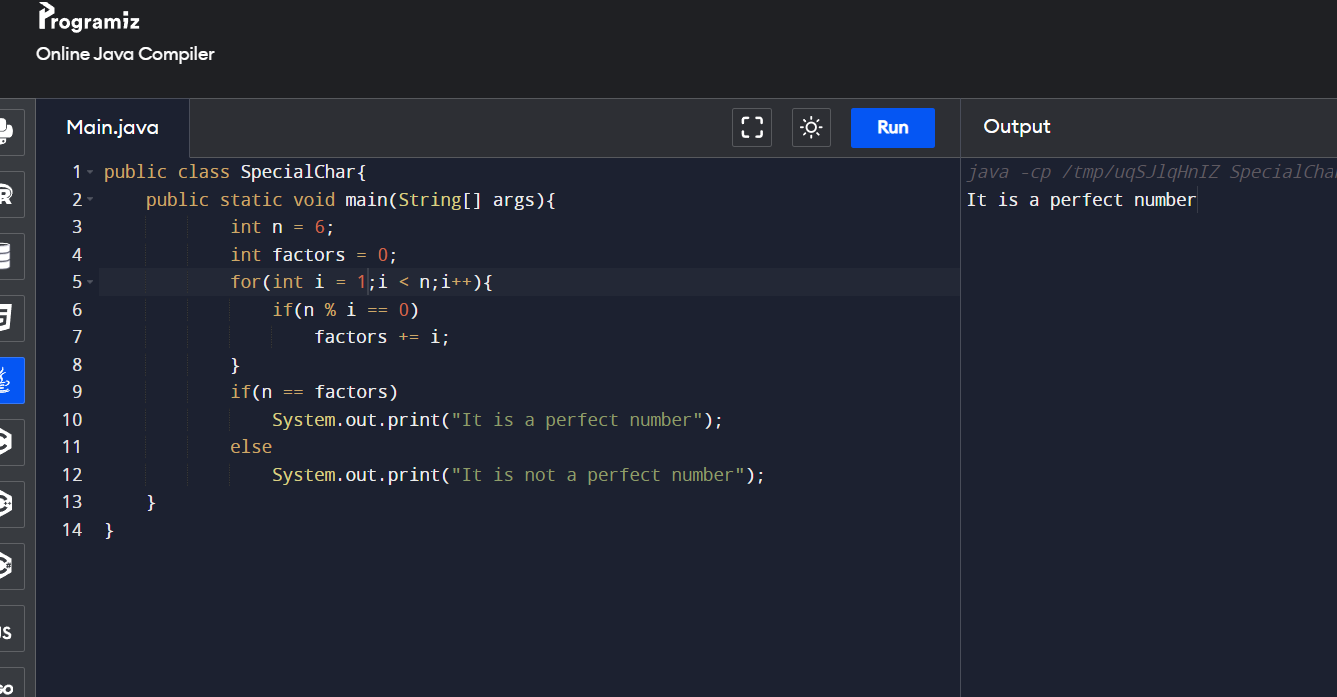 Programiz
Online Java Compiler
Main.java
Run
Output
1 public class SpecialChar{
2 public static void main(String[] args){
3 int n = 6;
4 int factors = 0;
5 for(int i = 1;i < n;i++){
6 if(n % i == 0)
7 factors += i;
8 }
9 if(n == factors)
10 System.out.print("It is a perfect number");
11 else
12 System.out.print("It is not a perfect number");
13 }
14 }
java -cp /tmp/uqSJlqHnIZ SpecialChar
It is a perfect number